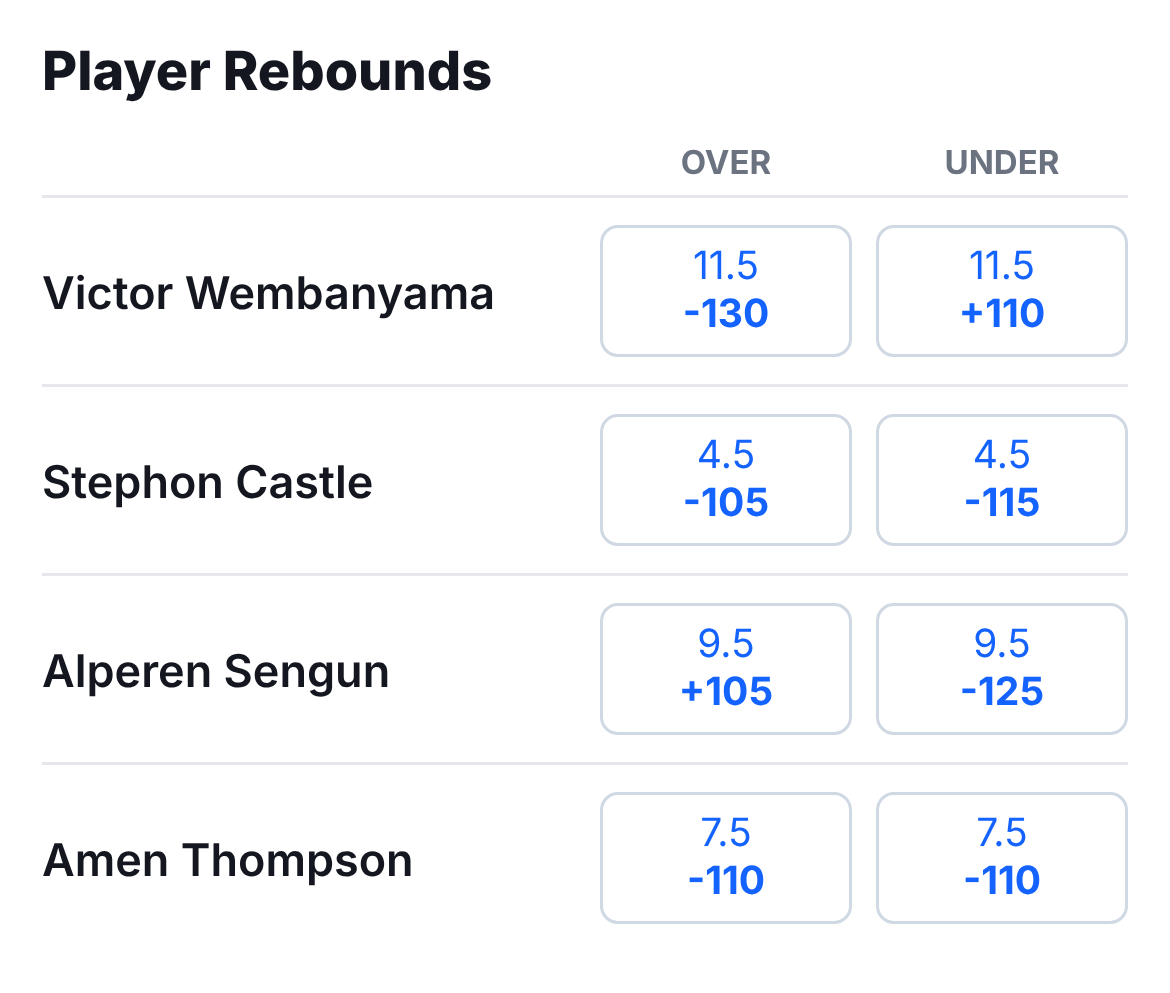 Player Rebounds
OVER UNDER
Victor Wembanyama
11.5 11.5
-130 +110
Stephon Castle
4.5 4.5
-105 -115
Alperen Sengun
9.5 9.5
+105 -125
Amen Thompson
7.5 7.5
-110 -110